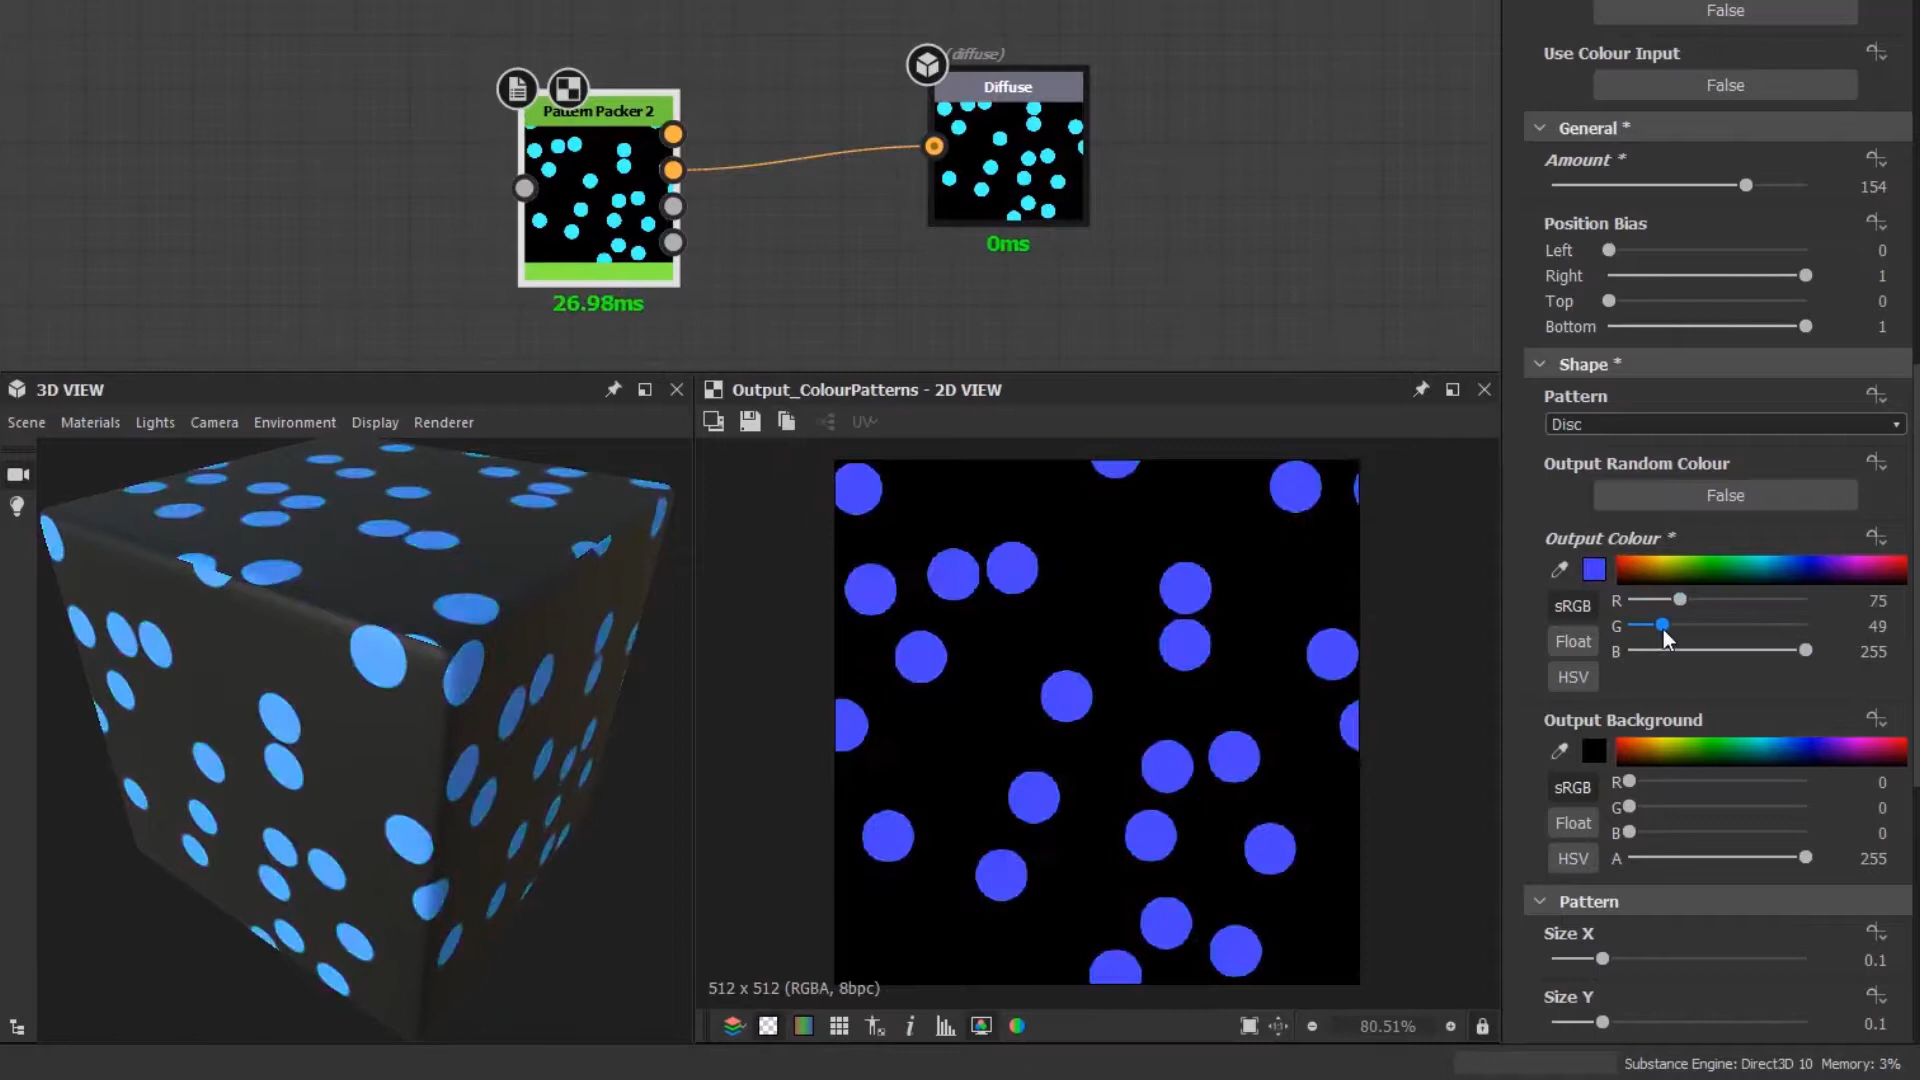 (diffuse)
Pattern Packer 2
Diffuse
26.98ms
0ms
3D VIEW
Scene Materials Lights Camera Environment Display Renderer
Output_ColourPatterns - 2D VIEW
UV
512 x 512 (RGBA, 8bpc)
80.51%
False
Use Colour Input
False
General *
Amount *
154
Position Bias
Left 0
Right 1
Top 0
Bottom 1
Shape *
Pattern
Disc
Output Random Colour
False
Output Colour *
sRGB R 75
G 49
Float
B 255
HSV
Output Background
sRGB R 0
G 0
Float
B 0
HSV A 255
Pattern
Size X
0.1
Size Y
0.1
Substance Engine: Direct3D 10 Memory: 3%